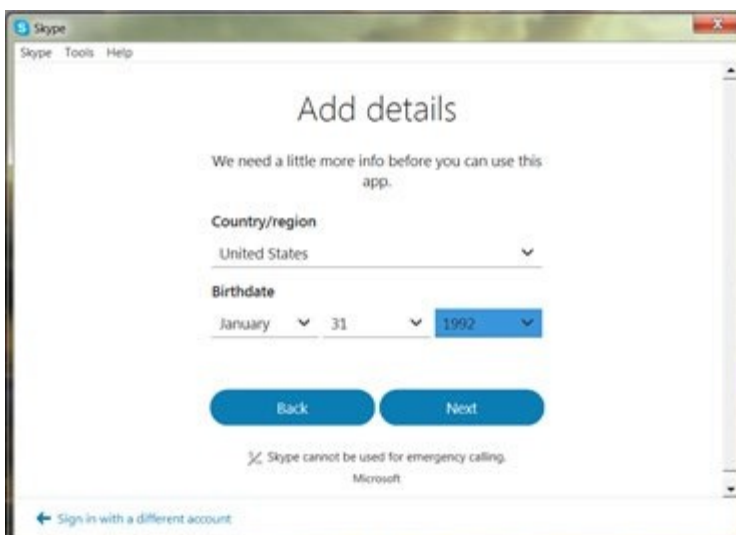 Skype
Skype Tools Help
Add details
We need a little more info before you can use this
app.
Country/region
United States
Birthdate
January 31 1992
Back Next
Skype cannot be used for emergency calling.
Microsoft
Sign in with a different account